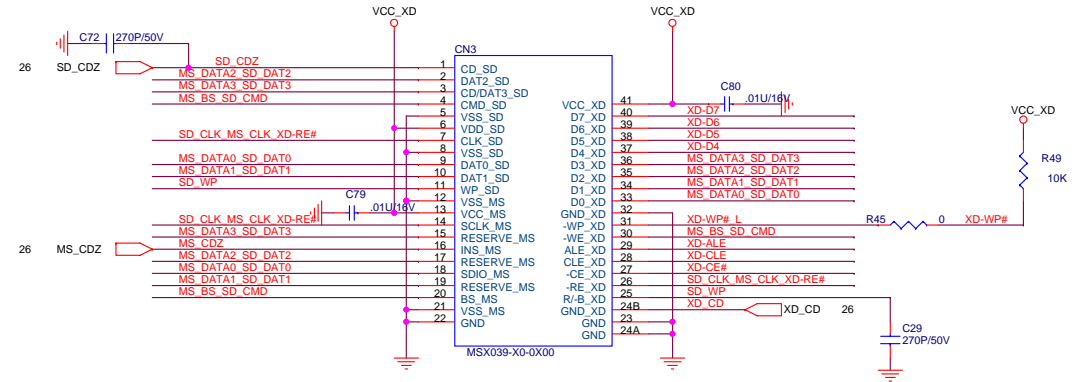 VCC_XD
VCC_XD
C72 270P/50V
CN3
26 SD_CDZ
SD_CDZ 1 CD_SD
MS_DATA2_SD_DAT2 2 DAT2_SD
MS_DATA3_SD_DAT3 3 CD/DAT3_SD
MS_BS_SD_CMD 4 CMD_SD
5 VSS_SD
6 VDD_SD
SD_CLK_MS_CLK_XD-RE# 7 CLK_SD
8 VSS_SD
MS_DATA0_SD_DAT0 9 DAT0_SD
MS_DATA1_SD_DAT1 10 DAT1_SD
SD_WP 11 WP_SD
12 VSS_MS
C79 .01U/16V
13 VCC_MS
SD_CLK_MS_CLK_XD-RE# 14 SCLK_MS
MS_DATA3_SD_DAT3 15 RESERVE_MS
26 MS_CDZ
MS_CDZ 16 INS_MS
MS_DATA2_SD_DAT2 17 RESERVE_MS
MS_DATA0_SD_DAT0 18 SDIO_MS
MS_DATA1_SD_DAT1 19 RESERVE_MS
MS_BS_SD_CMD 20 BS_MS
21 VSS_MS
22 GND
C80
.01U/16V
VCC_XD 41
D7_XD 40 XD-D7
D6_XD 39 XD-D6
D5_XD 38 XD-D5
D4_XD 37 XD-D4
D3_XD 36 MS_DATA3_SD_DAT3
D2_XD 35 MS_DATA2_SD_DAT2
D1_XD 34 MS_DATA1_SD_DAT1
D0_XD 33 MS_DATA0_SD_DAT0
GND_XD 32
-WP_XD 31 XD-WP#_L
-WE_XD 30 MS_BS_SD_CMD
ALE_XD 29 XD-ALE
CLE_XD 28 XD-CLE
-CE_XD 27 XD-CE#
-RE_XD 26 SD_CLK_MS_CLK_XD-RE#
R/-B_XD 25 SD_WP
GND_XD 24B XD_CD
XD_CD 26
GND 23
GND 24A
MSX039-X0-0X00
VCC_XD
R49
10K
R45 0 XD-WP#
C29
270P/50V